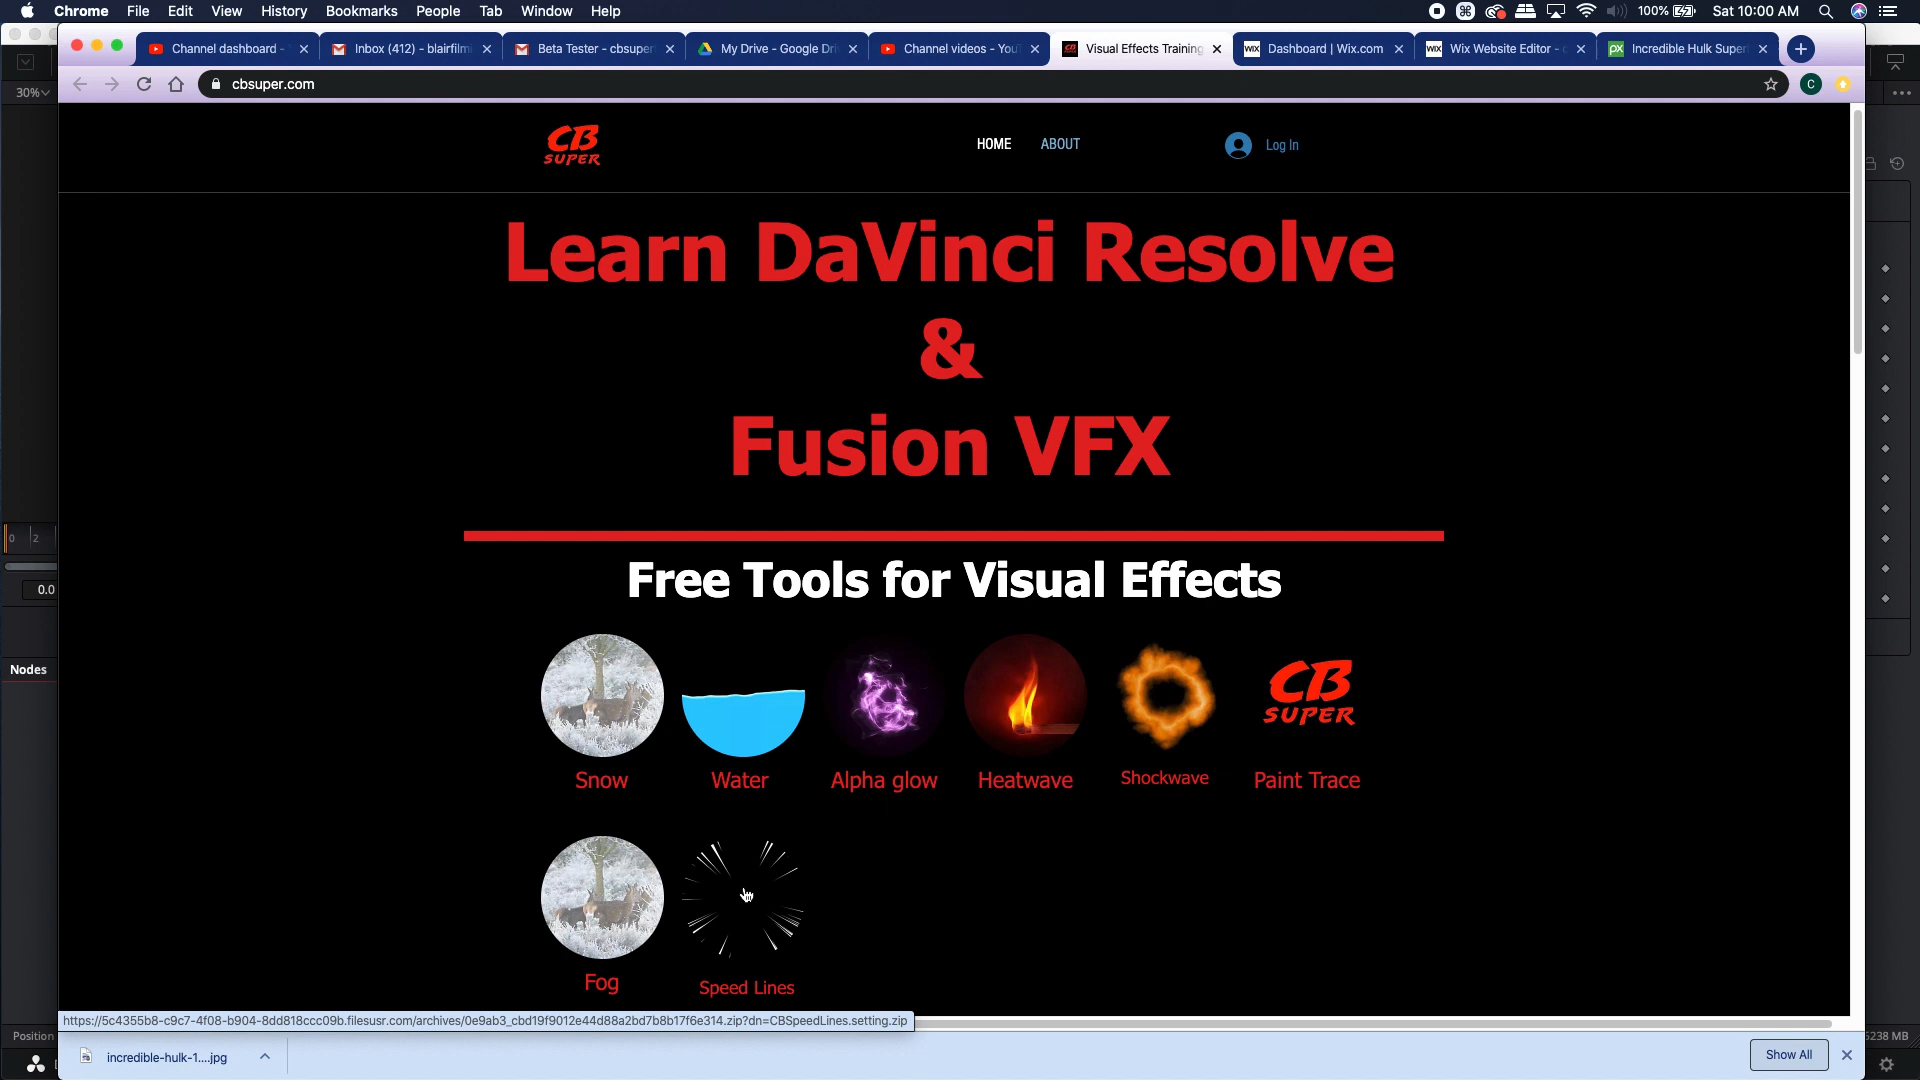 Chrome File Edit View History Bookmarks People Tab Window Help 100% Sat 10:00 AM
Channel dashboard - Inbox (412) - blairfilm Beta Tester - cbsuper My Drive - Google Dri Channel videos - You Visual Effects Training Dashboard | Wix.com Wix Website Editor - Incredible Hulk Super
30%
cbsuper.com
C
CB
SUPER
HOME ABOUT Log In
Learn DaVinci Resolve
&
Fusion VFX
0 2
Free Tools for Visual Effects
0.0
Nodes
CB
SUPER
Snow Water Alpha glow Heatwave Shockwave Paint Trace
Fog Speed Lines
https://5c4355b8-c9c7-4f08-b904-8dd818ccc09b.filesusr.com/archives/0e9ab3_cbd19f9012e44d88a2bd7b8b17f6e314.zip?dn=CBSpeedLines.setting.zip
Position
238 MB
incredible-hulk-1....jpg Show All